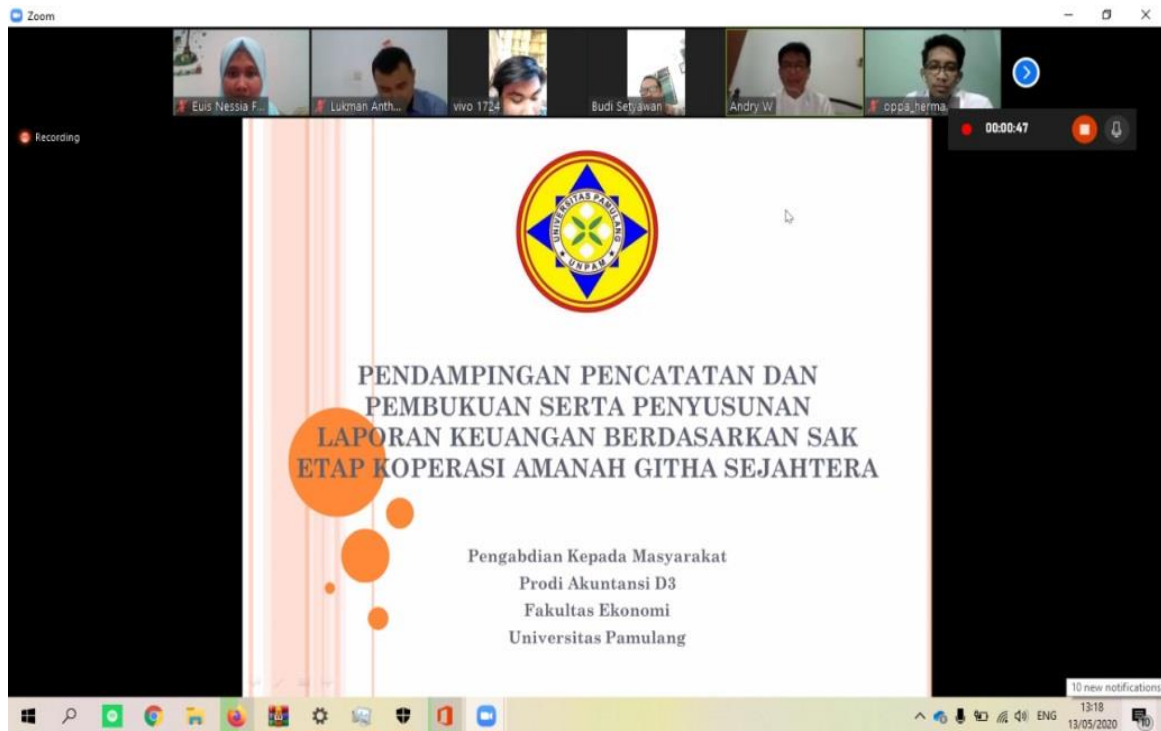 Zoom
Euis Nessia F...
Lukman Anth...
vivo 1724
Budi Setyawan
Andry W
oppa_herma...
Recording
00:00:47
UNIVERSITAS PAMULANG
UNPAM
PENDAMPINGAN PENCATATAN DAN
PEMBUKUAN SERTA PENYUSUNAN
LAPORAN KEUANGAN BERDASARKAN SAK
ETAP KOPERASI AMANAH GITHA SEJAHTERA
Pengabdian Kepada Masyarakat
Prodi Akuntansi D3
Fakultas Ekonomi
Universitas Pamulang
10 new notifications
ENG
13:18
13/05/2020
10